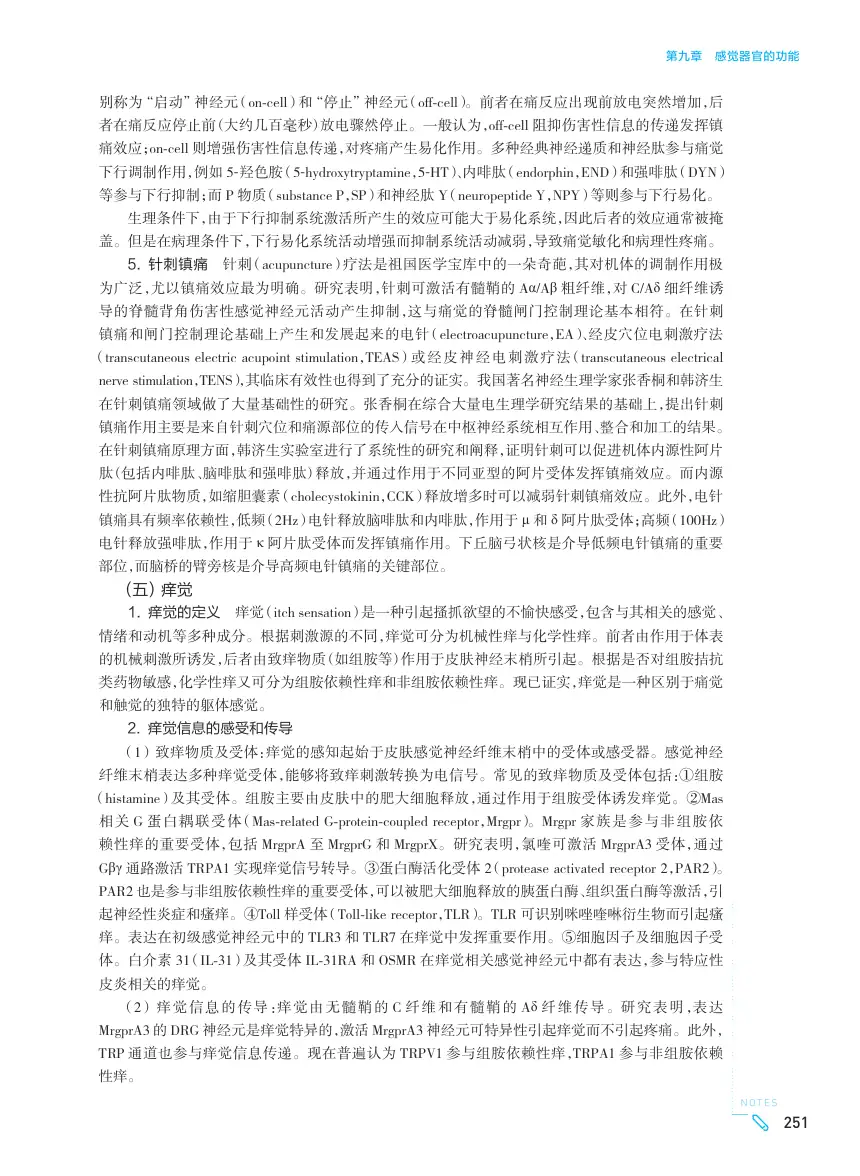 第九章 感觉器官的功能
别称为“启动”神经元（on-cell）和“停止”神经元（off-cell）。前者在痛反应出现前放电突然增加，后
者在痛反应停止前（大约几百毫秒）放电骤然停止。一般认为，off-cell 阻抑伤害性信息的传递发挥镇
痛效应；on-cell 则增强伤害性信息传递，对疼痛产生易化作用。多种经典神经递质和神经肽参与痛觉
下行调制作用，例如 5-羟色胺（5-hydroxytryptamine，5-HT）、内啡肽（endorphin，END）和强啡肽（DYN）
等参与下行抑制；而 P 物质（substance P，SP）和神经肽 Y（neuropeptide Y，NPY）等则参与下行易化。
生理条件下，由于下行抑制系统激活所产生的效应可能大于易化系统，因此后者的效应通常被掩
盖。但是在病理条件下，下行易化系统活动增强而抑制系统活动减弱，导致痛觉敏化和病理性疼痛。
5. 针刺镇痛 针刺（acupuncture）疗法是祖国医学宝库中的一朵奇葩，其对机体的调制作用极
为广泛，尤以镇痛效应最为明确。研究表明，针刺可激活有髓鞘的 Aα/Aβ 粗纤维，对 C/Aδ 细纤维诱
导的脊髓背角伤害性感觉神经元活动产生抑制，这与痛觉的脊髓闸门控制理论基本相符。在针刺
镇痛和闸门控制理论基础上产生和发展起来的电针（electroacupuncture，EA）、经皮穴位电刺激疗法
（transcutaneous electric acupoint stimulation，TEAS）或经皮神经电刺激疗法（transcutaneous electrical
nerve stimulation，TENS），其临床有效性也得到了充分的证实。我国著名神经生理学家张香桐和韩济生
在针刺镇痛领域做了大量基础性的研究。张香桐在综合大量电生理学研究结果的基础上，提出针刺
镇痛作用主要是来自针刺穴位和痛源部位的传入信号在中枢神经系统相互作用、整合和加工的结果。
在针刺镇痛原理方面，韩济生实验室进行了系统性的研究和阐释，证明针刺可以促进机体内源性阿片
肽（包括内啡肽、脑啡肽和强啡肽）释放，并通过作用于不同亚型的阿片受体发挥镇痛效应。而内源
性抗阿片肽物质，如缩胆囊素（cholecystokinin，CCK）释放增多时可以减弱针刺镇痛效应。此外，电针
镇痛具有频率依赖性，低频（2Hz）电针释放脑啡肽和内啡肽，作用于 μ 和 δ 阿片肽受体；高频（100Hz）
电针释放强啡肽，作用于 κ 阿片肽受体而发挥镇痛作用。下丘脑弓状核是介导低频电针镇痛的重要
部位，而脑桥的臂旁核是介导高频电针镇痛的关键部位。
（五）痒觉
1. 痒觉的定义 痒觉（itch sensation）是一种引起搔抓欲望的不愉快感受，包含与其相关的感觉、
情绪和动机等多种成分。根据刺激源的不同，痒觉可分为机械性痒与化学性痒。前者由作用于体表
的机械刺激所诱发，后者由致痒物质（如组胺等）作用于皮肤神经末梢所引起。根据是否对组胺拮抗
类药物敏感，化学性痒又可分为组胺依赖性痒和非组胺依赖性痒。现已证实，痒觉是一种区别于痛觉
和触觉的独特的躯体感觉。
2. 痒觉信息的感受和传导
（1）致痒物质及受体：痒觉的感知起始于皮肤感觉神经纤维末梢中的受体或感受器。感觉神经
纤维末梢表达多种痒觉受体，能够将致痒刺激转换为电信号。常见的致痒物质及受体包括：①组胺
（histamine）及其受体。组胺主要由皮肤中的肥大细胞释放，通过作用于组胺受体诱发痒觉。②Mas
相关 G 蛋白耦联受体（Mas-related G-protein-coupled receptor，Mrgpr）。Mrgpr 家族是参与非组胺依
赖性痒的重要受体，包括 MrgprA 至 MrgprG 和 MrgprX。研究表明，氯喹可激活 MrgprA3 受体，通过
Gβγ 通路激活 TRPA1 实现痒觉信号转导。③蛋白酶活化受体 2（protease activated receptor 2，PAR2）。
PAR2 也是参与非组胺依赖性痒的重要受体，可以被肥大细胞释放的胰蛋白酶、组织蛋白酶等激活，引
起神经性炎症和瘙痒。④Toll 样受体（Toll-like receptor，TLR）。TLR 可识别咪唑喹啉衍生物而引起瘙
痒。表达在初级感觉神经元中的 TLR3 和 TLR7 在痒觉中发挥重要作用。⑤细胞因子及细胞因子受
体。白介素 31（IL-31）及其受体 IL-31RA 和 OSMR 在痒觉相关感觉神经元中都有表达，参与特应性
皮炎相关的痒觉。
（2）痒觉信息的传导：痒觉由无髓鞘的 C 纤维和有髓鞘的 Aδ 纤维传导。研究表明，表达
MrgprA3 的 DRG 神经元是痒觉特异的，激活 MrgprA3 神经元可特异性引起痒觉而不引起疼痛。此外，
TRP 通道也参与痒觉信息传递。现在普遍认为 TRPV1 参与组胺依赖性痒，TRPA1 参与非组胺依赖
性痒。
NOTES
251